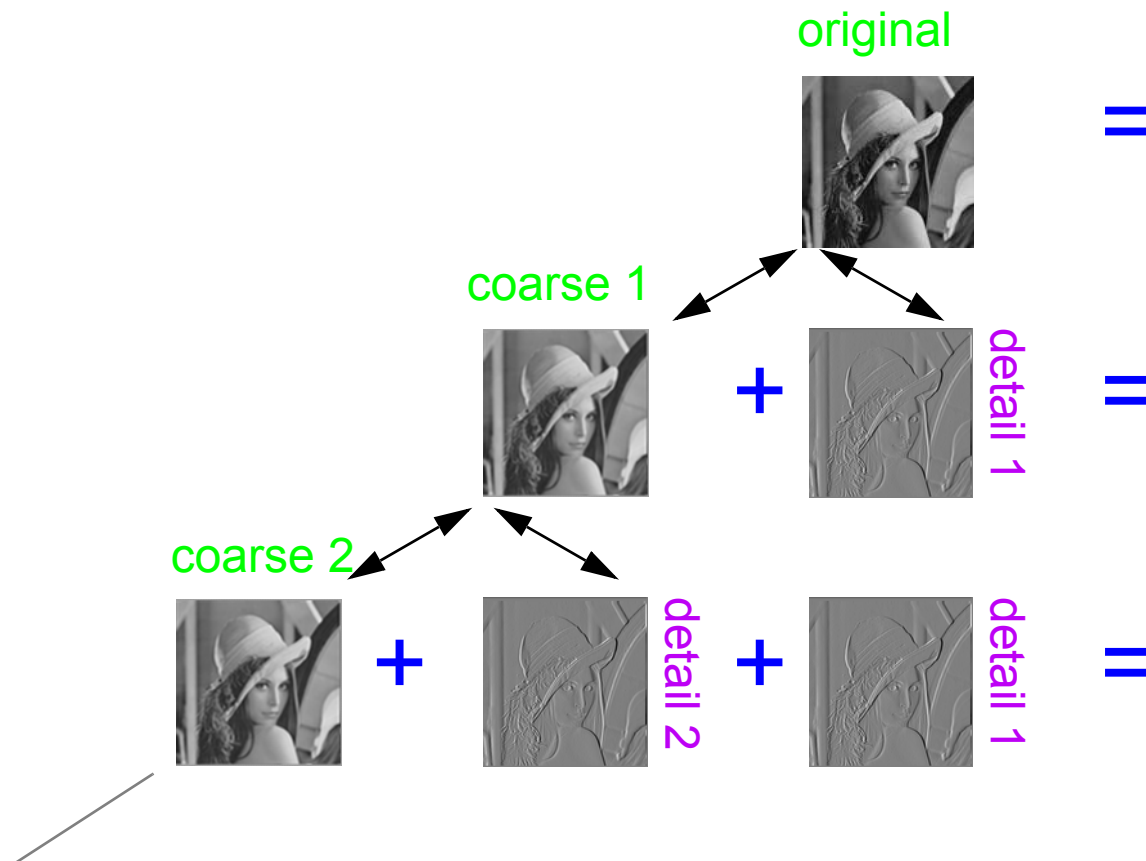 original
=
coarse 1
+
detail 1
=
coarse 2
+
detail 2
+
detail 1
=